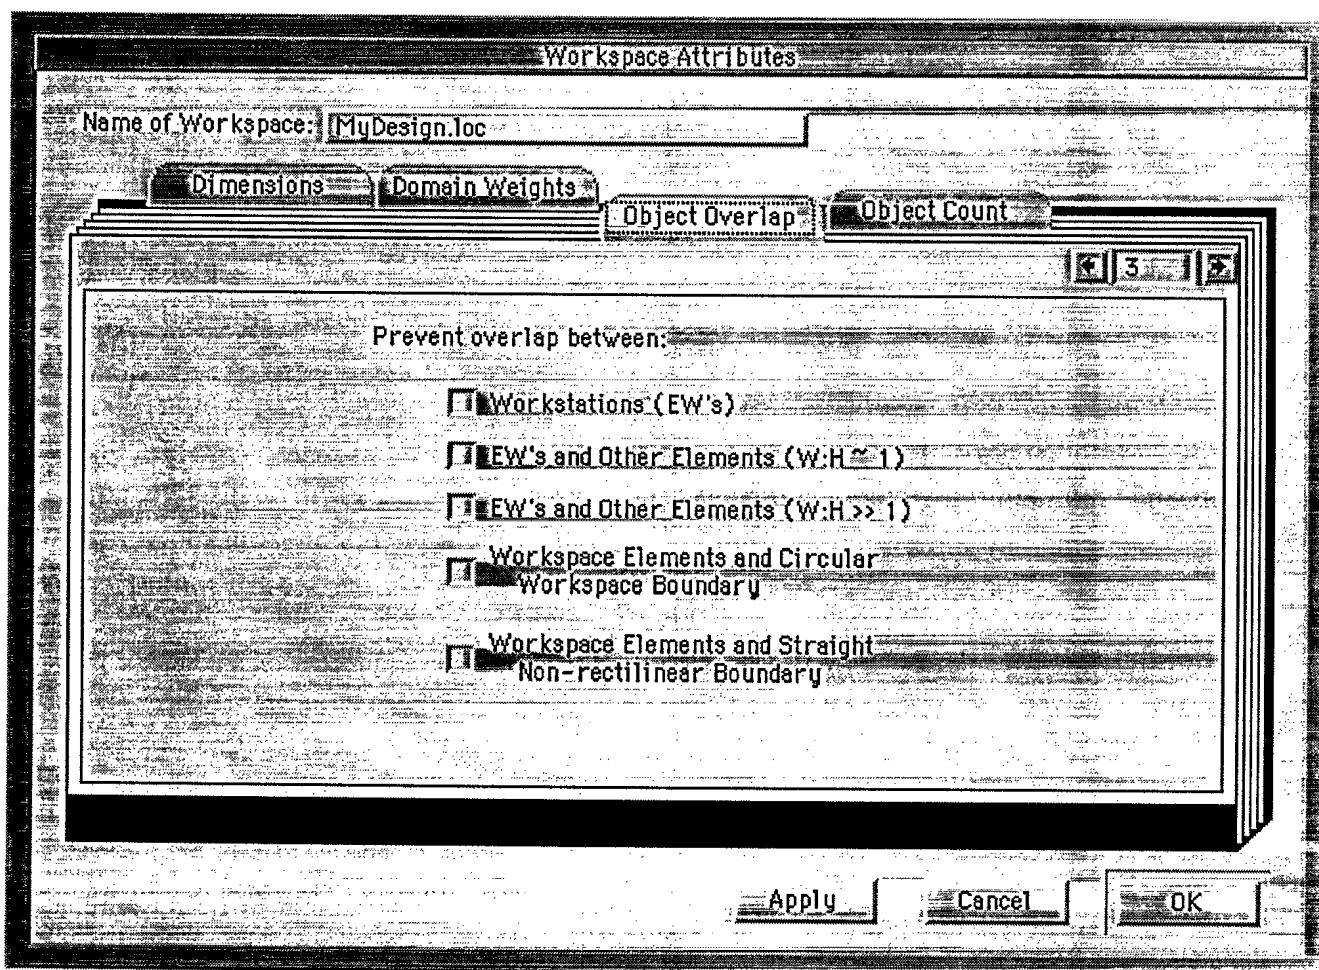 Workspace Attributes
Name of Workspace: MyDesign.loc
Dimensions
Domain Weights
Object Overlap
Object Count
3
Prevent overlap between:
Workstations (EW's)
EW's and Other Elements (W:H ~ 1)
EW's and Other Elements (W:H >> 1)
Workspace Elements and Circular
Workspace Boundary
Workspace Elements and Straight
Non-rectilinear Boundary
Apply
Cancel
OK